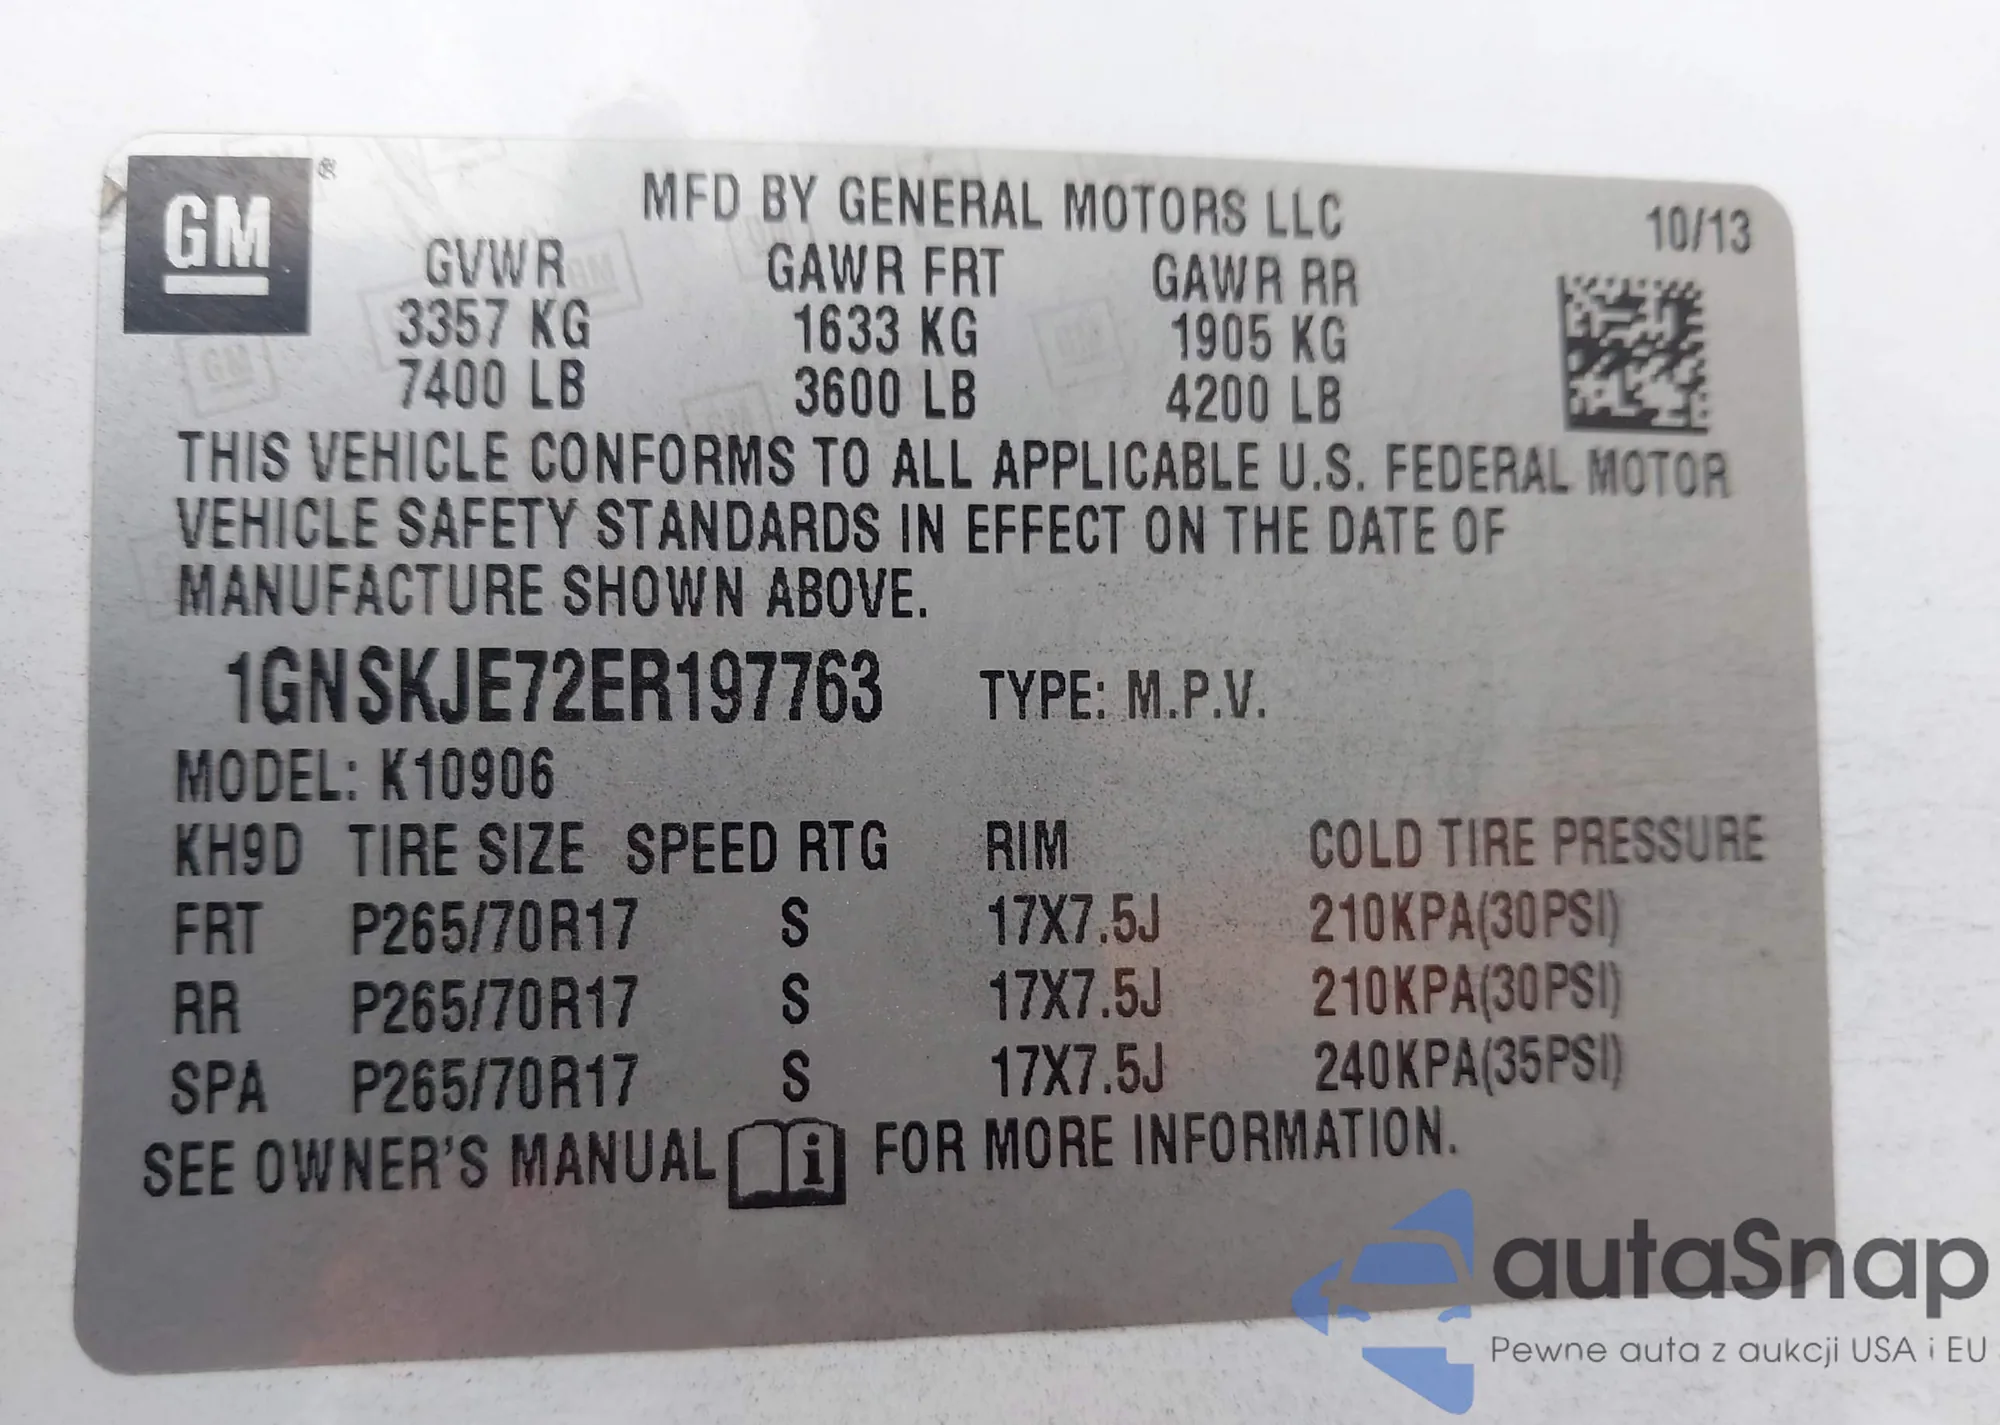 GM®
MFD BY GENERAL MOTORS LLC 10/13
GVWR GAWR FRT GAWR RR
3357 KG 1633 KG 1905 KG
7400 LB 3600 LB 4200 LB
THIS VEHICLE CONFORMS TO ALL APPLICABLE U.S. FEDERAL MOTOR
VEHICLE SAFETY STANDARDS IN EFFECT ON THE DATE OF
MANUFACTURE SHOWN ABOVE.
1GNSKJE72ER197763 TYPE: M.P.V.
MODEL: K10906
KH9D TIRE SIZE SPEED RTG RIM COLD TIRE PRESSURE
FRT P265/70R17 S 17X7.5J 210KPA(30PSI)
RR P265/70R17 S 17X7.5J 210KPA(30PSI)
SPA P265/70R17 S 17X7.5J 240KPA(35PSI)
SEE OWNER'S MANUAL i FOR MORE INFORMATION.
autaSnap
Pewne auta z aukcji USA i EU